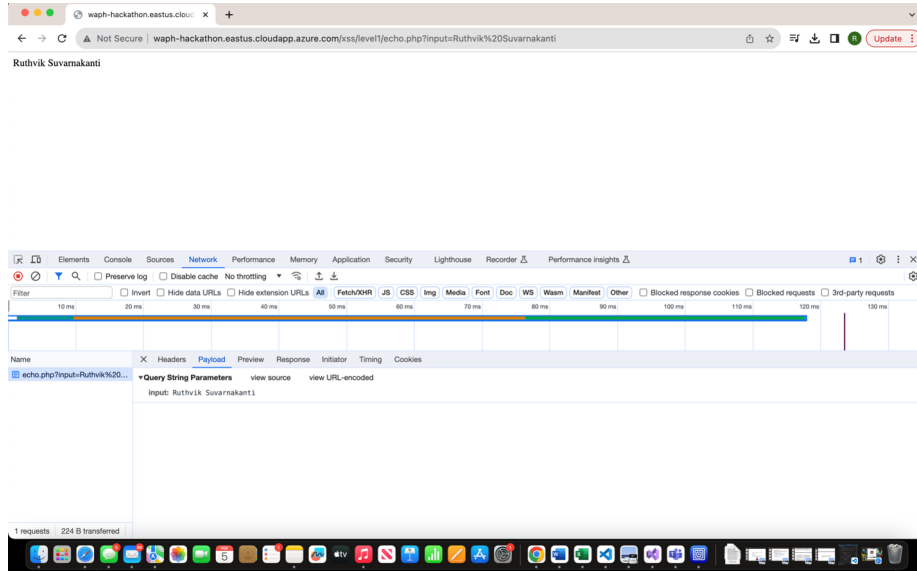 waph-hackathon.eastus.cloud
Not Secure waph-hackathon.eastus.cloudapp.azure.com/xss/level1/echo.php?input=Ruthvik%20Suvarnakanti R Update
Ruthvik Suvarnakanti
Elements Console Sources Network Performance Memory Application Security Lighthouse Recorder Performance insights 1
Preserve log Disable cache No throttling
Filter Invert Hide data URLs Hide extension URLs All Fetch/XHR JS CSS Img Media Font Doc WS Wasm Manifest Other Blocked response cookies Blocked requests 3rd-party requests
10 ms 20 ms 30 ms 40 ms 50 ms 60 ms 70 ms 80 ms 90 ms 100 ms 110 ms 120 ms 130 ms
Name Headers Payload Preview Response Initiator Timing Cookies
echo.php?input=Ruthvik%20... Query String Parameters view source view URL-encoded
input: Ruthvik Suvarnakanti
1 requests 224 B transferred
5 tv